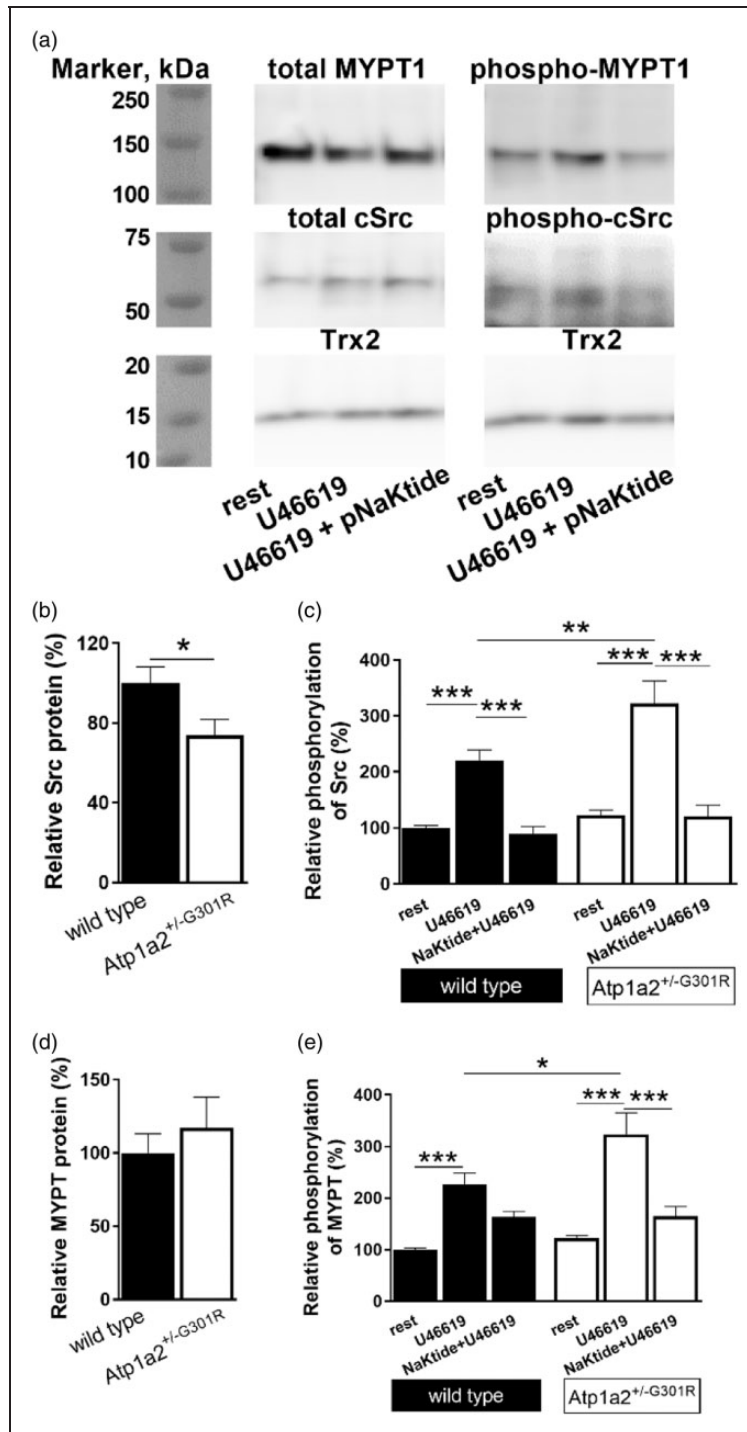 (a)
Marker, kDa total MYPT1 phospho-MYPT1
250
150
100
total cSrc phospho-cSrc
75
50
Trx2 Trx2
20
15
10
rest U46619 U46619 + pNaKtide rest U46619 U46619 + pNaKtide
(b)
Relative Src protein (%)
120
80
40
0
*
wild type Atp1a2+/-G301R
(c)
Relative phosphorylation
of Src (%)
400
300
200
100
0
**
*** *** *** ***
rest U46619 NaKtide+U46619 rest U46619 NaKtide+U46619
wild type Atp1a2+/-G301R
(d)
Relative MYPT protein (%)
150
100
50
0
wild type Atp1a2+/-G301R
(e)
Relative phosphorylation
of MYPT (%)
400
300
200
100
0
*
*** *** ***
rest U46619 NaKtide+U46619 rest U46619 NaKtide+U46619
wild type Atp1a2+/-G301R